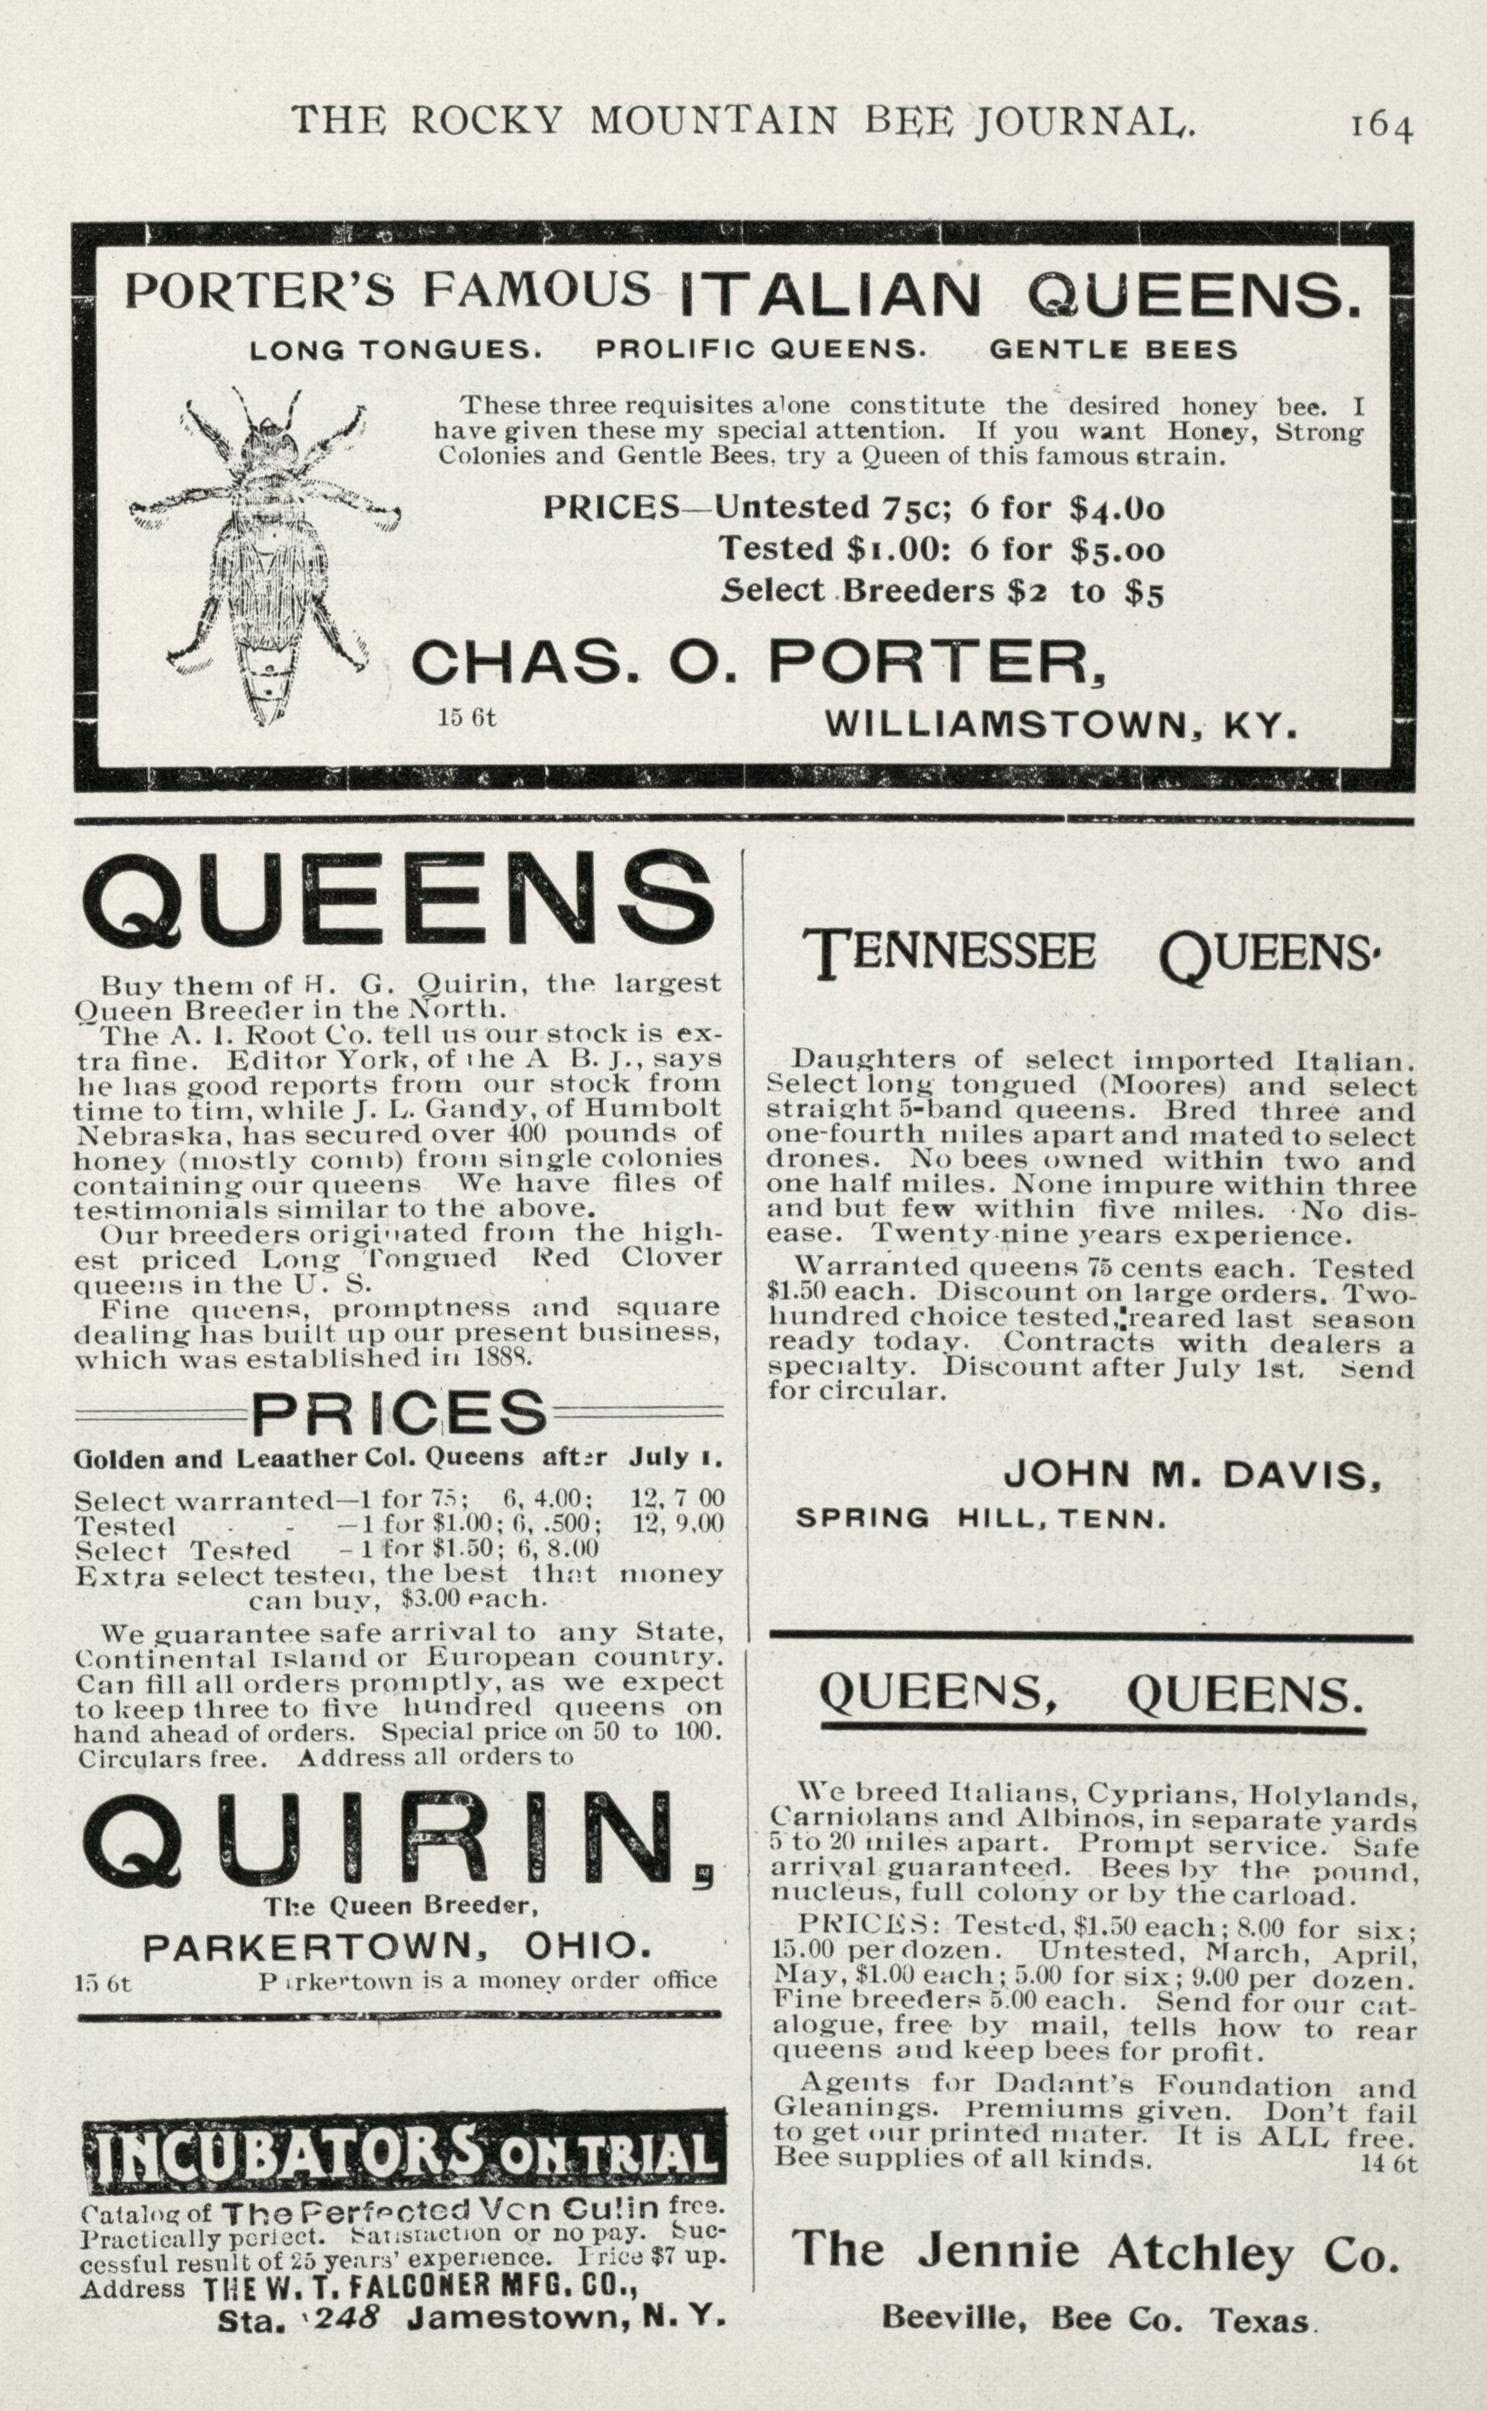 THE ROCKY MOUNTAIN BEE JOURNAL. 164
PORTER'S FAMOUS ITALIAN QUEENS.
LONG TONGUES. PROLIFIC QUEENS. GENTLE BEES
These three requisites alone constitute the desired honey bee. I
have given these my special attention. If you want Honey, Strong
Colonies and Gentle Bees, try a Queen of this famous strain.
PRICES—Untested 75c; 6 for $4.00
Tested $1.00: 6 for $5.00
Select Breeders $2 to $5
CHAS. O. PORTER,
15 6t WILLIAMSTOWN, KY.
QUEENS
Buy them of H. G. Quirin, the largest
Queen Breeder in the North.
The A. I. Root Co. tell us our stock is ex-
tra fine. Editor York, of the A B. J., says
he has good reports from our stock from
time to tim, while J. L. Gandy, of Humbolt
Nebraska, has secured over 400 pounds of
honey (mostly comb) from single colonies
containing our queens We have files of
testimonials similar to the above.
Our breeders originated from the high-
est priced Long Tongued Red Clover
queens in the U. S.
Fine queens, promptness and square
dealing has built up our present business,
which was established in 1888.
PRICES
Golden and Leaather Col. Queens after July 1.
Select warranted—1 for 75; 6, 4.00; 12, 7 00
Tested - - —1 for $1.00; 6, .500; 12, 9.00
Select Tested -1 for $1.50; 6, 8.00
Extra select tested, the best that money
can buy, $3.00 each.
We guarantee safe arrival to any State,
Continental Island or European country.
Can fill all orders promptly, as we expect
to keep three to five hundred queens on
hand ahead of orders. Special price on 50 to 100.
Circulars free. Address all orders to
QUIRIN,
The Queen Breeder,
PARKERTOWN, OHIO.
15 6t Parkertown is a money order office
INCUBATORS ON TRIAL
Catalog of The Perfected Von Culin free.
Practically perfect. Satisfaction or no pay. Suc-
cessful result of 25 years' experience. Price $7 up.
Address THE W. T. FALCONER MFG. CO.,
Sta. 248 Jamestown, N. Y.
TENNESSEE QUEENS.
Daughters of select imported Italian.
Select long tongued (Moores) and select
straight 5-band queens. Bred three and
one-fourth miles apart and mated to select
drones. No bees owned within two and
one half miles. None impure within three
and but few within five miles. No dis-
ease. Twenty-nine years experience.
Warranted queens 75 cents each. Tested
$1.50 each. Discount on large orders. Two-
hundred choice tested, reared last season
ready today. Contracts with dealers a
specialty. Discount after July 1st. Send
for circular.
JOHN M. DAVIS,
SPRING HILL, TENN.
QUEENS, QUEENS.
We breed Italians, Cyprians, Holylands,
Carniolans and Albinos, in separate yards
5 to 20 miles apart. Prompt service. Safe
arrival guaranteed. Bees by the pound,
nucleus, full colony or by the carload.
PRICES: Tested, $1.50 each; 8.00 for six;
15.00 per dozen. Untested, March, April,
May, $1.00 each; 5.00 for six; 9.00 per dozen.
Fine breeders 5.00 each. Send for our cat-
alogue, free by mail, tells how to rear
queens and keep bees for profit.
Agents for Dadant's Foundation and
Gleanings. Premiums given. Don't fail
to get our printed mater. It is ALL free.
Bee supplies of all kinds. 14 6t
The Jennie Atchley Co.
Beeville, Bee Co. Texas.